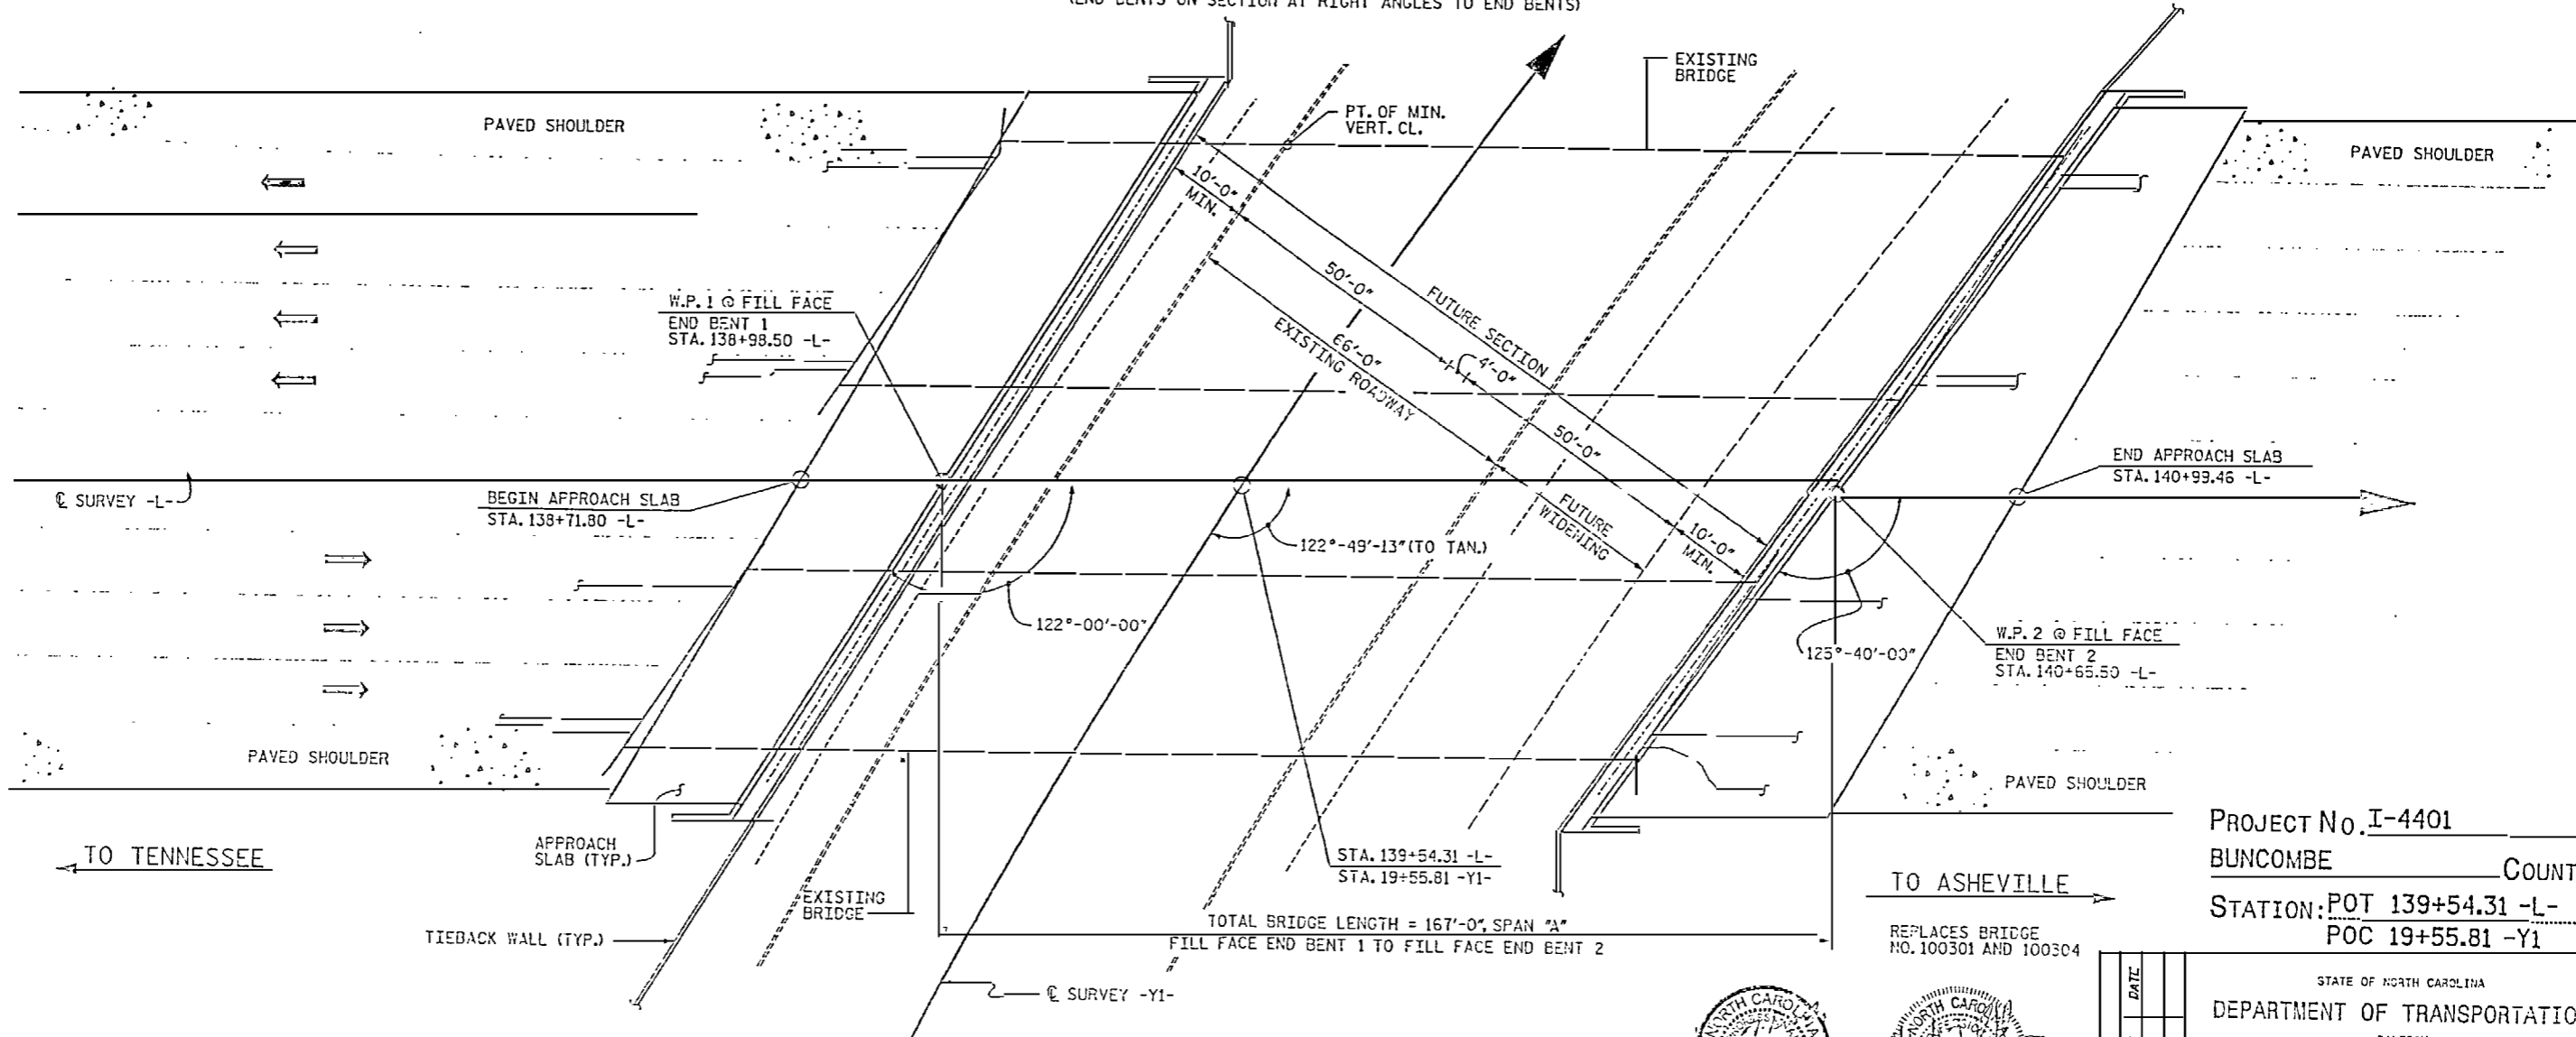 (END BENTS ON SECTION AT RIGHT ANGLES TO END BENTS)
EXISTING
BRIDGE
PAVED SHOULDER
PT. OF MIN.
VERT. CL.
PAVED SHOULDER
10'-0"
MIN.
50'-0"
FUTURE SECTION
W.P. 1 @ FILL FACE
END BENT 1
STA. 138+98.50 -L-
66'-0"
EXISTING ROADWAY
4'-0"
50'-0"
END APPROACH SLAB
STA. 140+99.46 -L-
℄ SURVEY -L-
BEGIN APPROACH SLAB
STA. 138+71.80 -L-
FUTURE
WIDENING
10'-0"
MIN.
122°-49'-13" (TO TAN.)
122°-00'-00"
125°-40'-00"
W.P. 2 @ FILL FACE
END BENT 2
STA. 140+65.50 -L-
PAVED SHOULDER
PAVED SHOULDER
TO TENNESSEE
APPROACH
SLAB (TYP.)
STA. 139+54.31 -L-
STA. 19+55.81 -Y1-
EXISTING
BRIDGE
TO ASHEVILLE
TIEBACK WALL (TYP.)
TOTAL BRIDGE LENGTH = 167'-0", SPAN "A"
FILL FACE END BENT 1 TO FILL FACE END BENT 2
REPLACES BRIDGE
NO. 100301 AND 100304
℄ SURVEY -Y1-
PROJECT NO. I-4401
BUNCOMBE COUNT
STATION: POT 139+54.31 -L-
POC 19+55.81 -Y1
DATE
STATE OF NORTH CAROLINA
DEPARTMENT OF TRANSPORTATIO
NORTH CAROLINA
NORTH CAROLINA